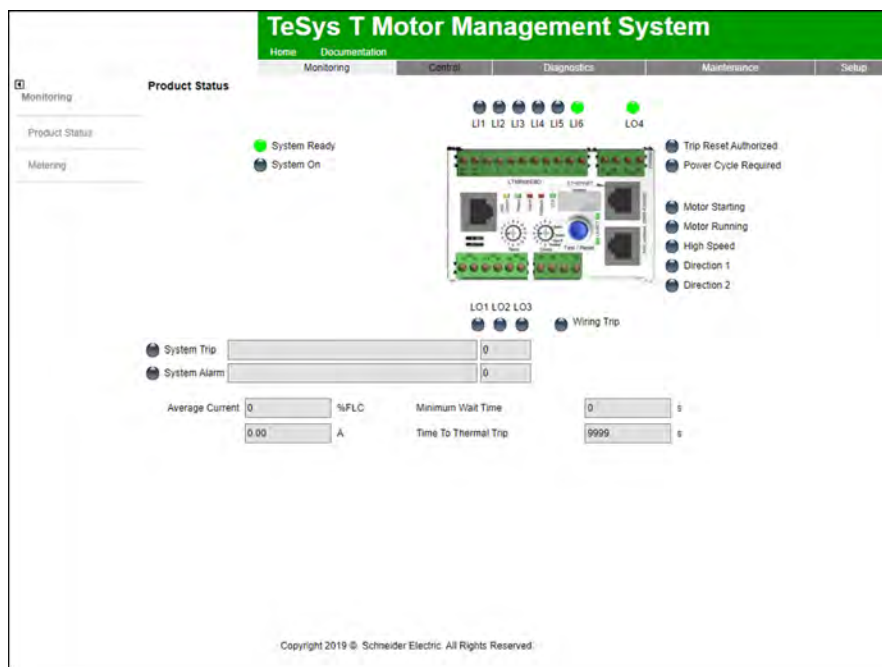 TeSys T Motor Management System
Home Documentation
Monitoring Control Diagnostics Maintenance Setup
Monitoring
Product Status
Metering
Product Status
LI1 LI2 LI3 LI4 LI5 LI6 LO4
System Ready
System On
Trip Reset Authorized
Power Cycle Required
Motor Starting
Motor Running
High Speed
Direction 1
Direction 2
Test / Reset
LO1 LO2 LO3
Wiring Trip
System Trip 0
System Alarm 0
Average Current 0 %FLC Minimum Wait Time 0 s
0.00 A Time To Thermal Trip 9999 s
Copyright 2019 © Schneider Electric. All Rights Reserved.